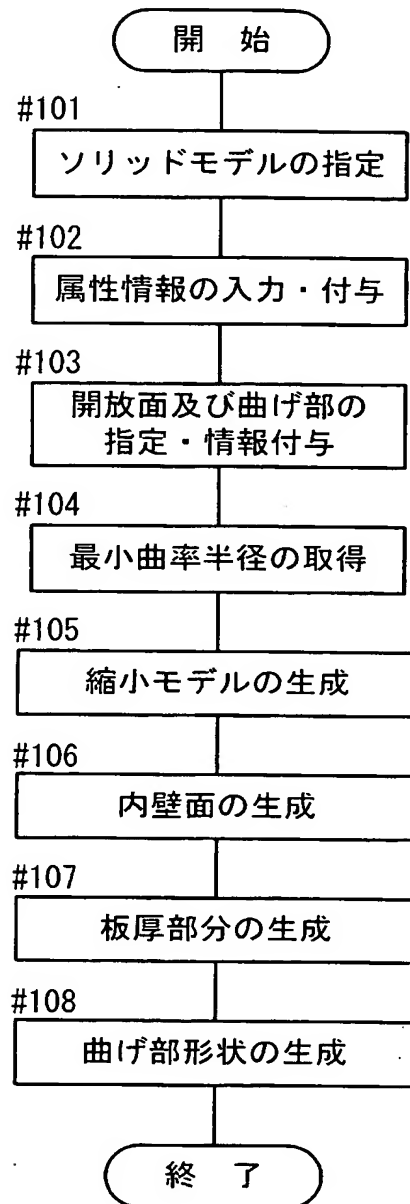 開 始
#101
ソリッドモデルの指定
#102
属性情報の入力・付与
#103
開放面及び曲げ部の
指定・情報付与
#104
最小曲率半径の取得
#105
縮小モデルの生成
#106
内壁面の生成
#107
板厚部分の生成
#108
曲げ部形状の生成
終 了